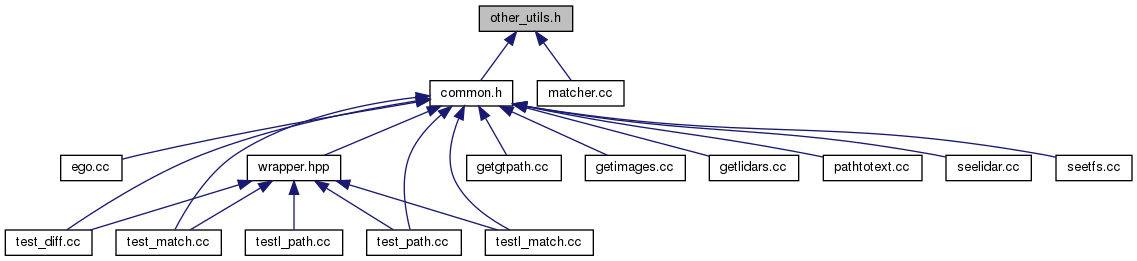 other_utils.h
common.h
matcher.cc
ego.cc
wrapper.hpp
getgtpath.cc
getimages.cc
getlidars.cc
pathtotext.cc
seelidar.cc
seetfs.cc
test_diff.cc
test_match.cc
testl_path.cc
test_path.cc
testl_match.cc